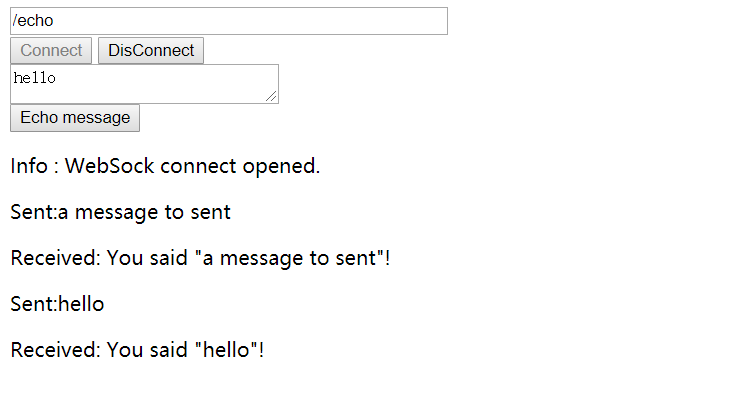 /echo
Connect DisConnect
hello
Echo message
Info : WebSock connect opened.
Sent:a message to sent
Received: You said "a message to sent"!
Sent:hello
Received: You said "hello"!